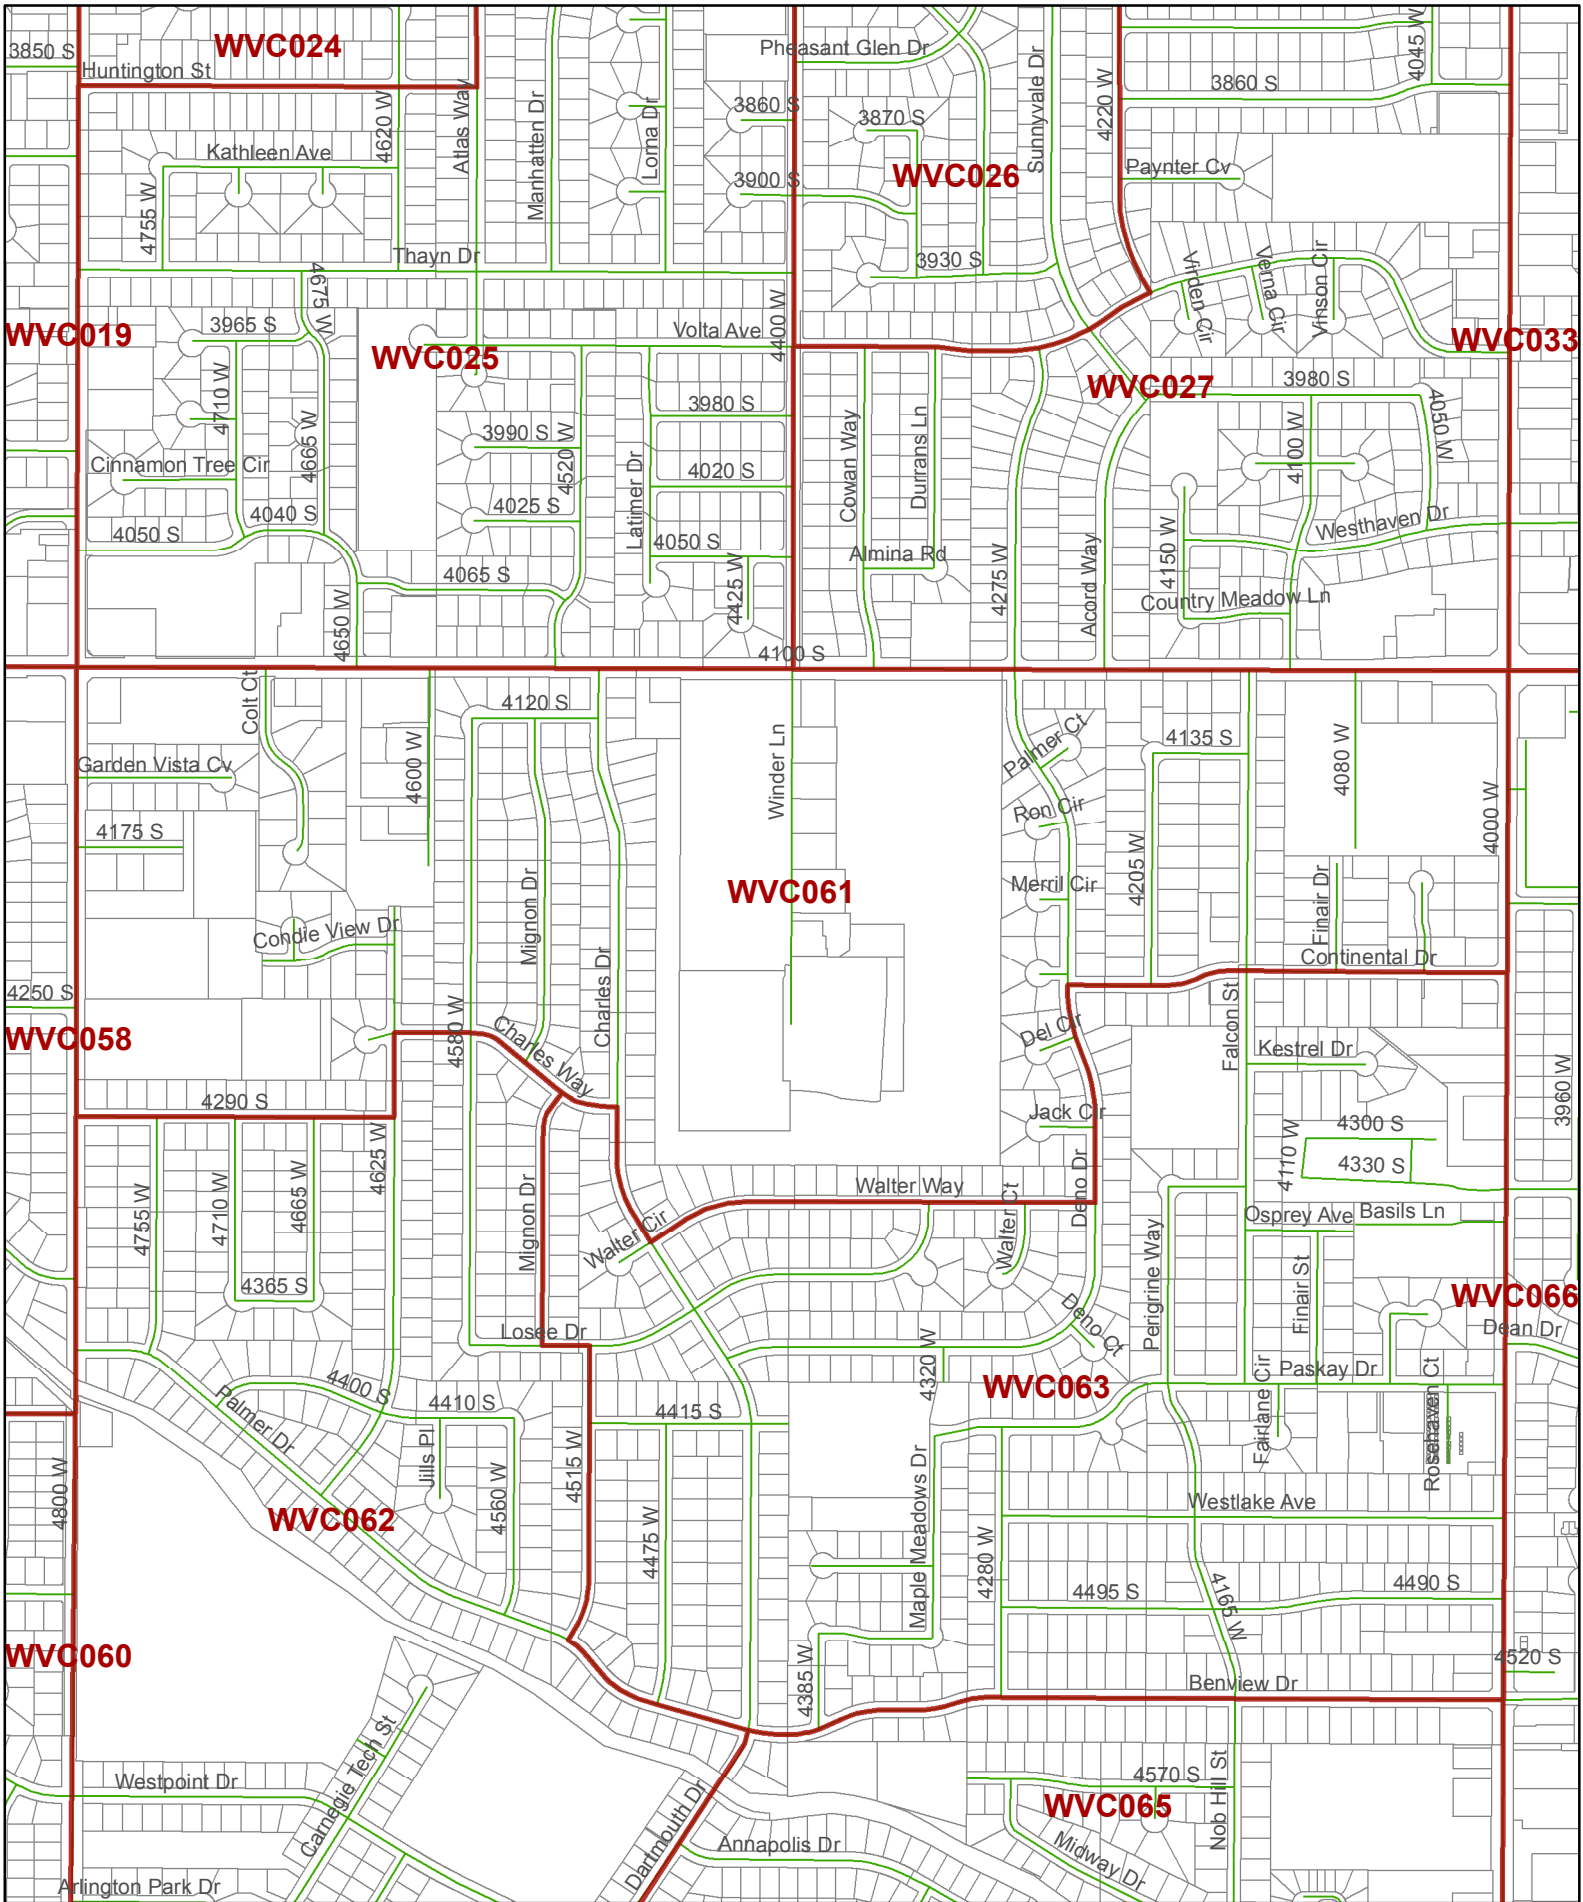 WVC024
Pheasant Glen Dr
3850 S
Huntington St
3860 S
4045 W
3860 S
4220 W
Sunnyvale Dr
Loma Dr
Manhatten Dr
Atlas Way
4620 W
3870 S
Kathleen Ave
Paynter Cv
WVC026
3900 S
4755 W
Thayn Dr
3930 S
4675 W
Virden Cir
Verna Cir
Vinson Cir
3965 S
Volta Ave
4400 W
WVC019
WVC025
WVC033
WVC027
3980 S
4710 W
3980 S
4050 W
4665 W
3990 S
4520 W
Cowan Way
Durrans Ln
4100 W
Cinnamon Tree Cir
4020 S
Latimer Dr
4025 S
4040 S
4050 S
4050 S
Westhaven Dr
Almina Rd
4275 W
Acord Way
4150 W
4065 S
4425 W
Country Meadow Ln
4650 W
4100 S
Colt Ct
4120 S
Winder Ln
Palmer Ct
4135 S
4080 W
Garden Vista Cv
4600 W
Ron Cir
4000 W
4175 S
WVC061
Merril Cir
4205 W
Mignon Dr
Finair Dr
Condie View Dr
Charles Dr
Continental Dr
4250 S
WVC058
4580 W
Charles Way
Del Cir
Falcon St
Kestrel Dr
3960 W
4290 S
Jack Cir
4300 S
4110 W
4330 S
4625 W
4755 W
4710 W
4665 W
Mignon Dr
Walter Way
Deno Dr
Walter Cir
Walter Ct
Osprey Ave
Basils Ln
Perigrine Way
4365 S
Finair St
WVC066
Losee Dr
Deno Ct
Dean Dr
4320 W
Paskay Dr
4400 S
WVC063
Palmer Dr
4410 S
4415 S
Fairlane Cir
Rosehaven Ct
Jills Pl
4515 W
Maple Meadows Dr
4800 W
4560 W
WVC062
Westlake Ave
4475 W
4280 W
4495 S
4490 S
4165 W
WVC060
4520 S
4385 W
Benview Dr
Carnegie Tech St
Westpoint Dr
4570 S
Nob Hill St
WVC065
Dartmouth Dr
Annapolis Dr
Midway Dr
Arlington Park Dr